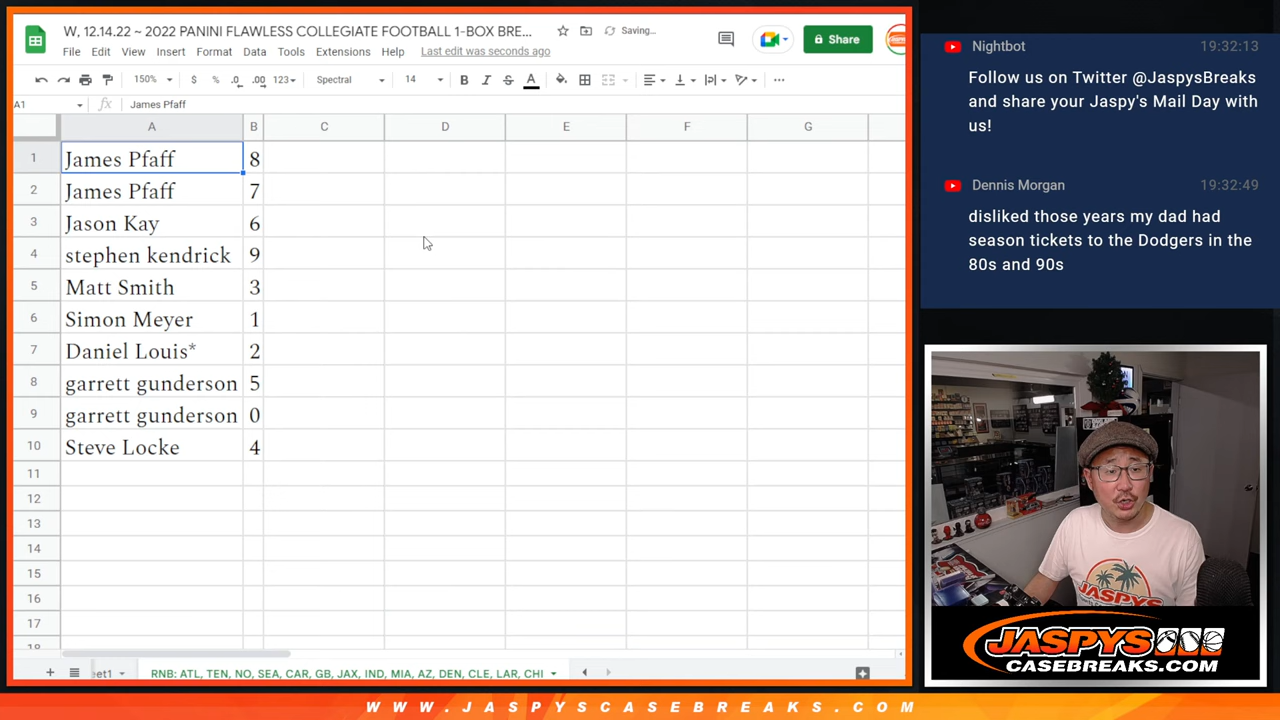 W, 12.14.22 ~ 2022 PANINI FLAWLESS COLLEGIATE FOOTBALL 1-BOX BRE...
Saving...
File Edit View Insert Format Data Tools Extensions Help Last edit was seconds ago
Share
150% $ % .0 .00 123 Spectral 14 B I S A
A1 fx James Pfaff
A B C D E F G
1 James Pfaff 8
2 James Pfaff 7
3 Jason Kay 6
4 stephen kendrick 9
5 Matt Smith 3
6 Simon Meyer 1
7 Daniel Louis* 2
8 garrett gunderson 5
9 garrett gunderson 0
10 Steve Locke 4
11
12
13
14
15
16
17
18
eet1 RNB: ATL, TEN, NO, SEA, CAR, GB, JAX, IND, MIA, AZ, DEN, CLE, LAR, CHI
Nightbot 19:32:13
Follow us on Twitter @JaspysBreaks
and share your Jaspy's Mail Day with
us!
Dennis Morgan 19:32:49
disliked those years my dad had
season tickets to the Dodgers in the
80s and 90s
JASPYS
JASPYS
CASEBREAKS.COM
WWW.JASPYSCASEBREAKS.COM